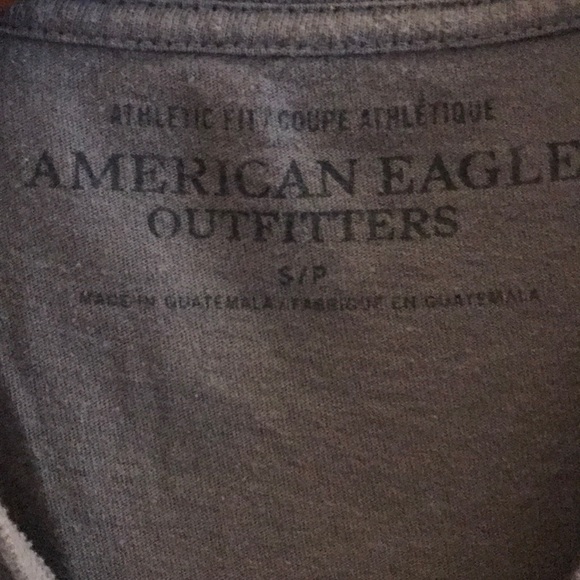 ATHLETIC FIT / COUPE ATHLÉTIQUE
AMERICAN EAGLE
OUTFITTERS
S/P
MADE IN GUATEMALA / FABRIQUÉ EN GUATEMALA